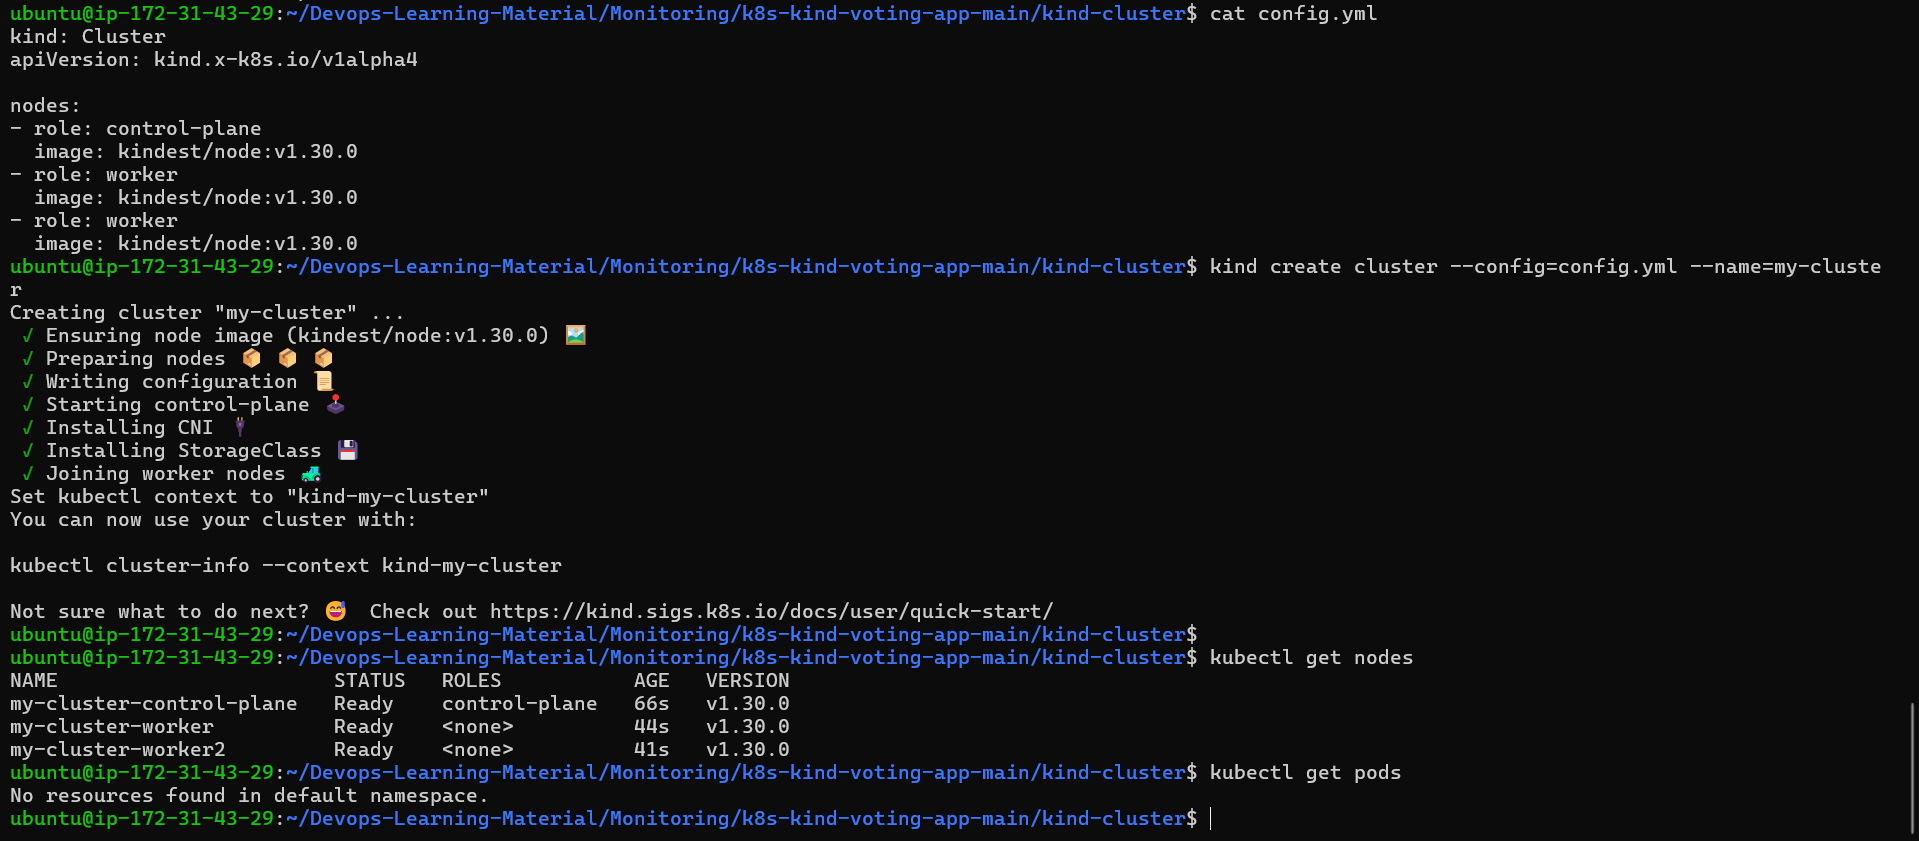 ubuntu@ip-172-31-43-29:~/Devops-Learning-Material/Monitoring/k8s-kind-voting-app-main/kind-cluster$ cat config.yml
kind: Cluster
apiVersion: kind.x-k8s.io/v1alpha4

nodes:
- role: control-plane
  image: kindest/node:v1.30.0
- role: worker
  image: kindest/node:v1.30.0
- role: worker
  image: kindest/node:v1.30.0
ubuntu@ip-172-31-43-29:~/Devops-Learning-Material/Monitoring/k8s-kind-voting-app-main/kind-cluster$ kind create cluster --config=config.yml --name=my-cluste
r
Creating cluster "my-cluster" ...
 ✓ Ensuring node image (kindest/node:v1.30.0) 🖼
 ✓ Preparing nodes 📦 📦 📦
 ✓ Writing configuration 📜
 ✓ Starting control-plane 🕹
 ✓ Installing CNI 🔌
 ✓ Installing StorageClass 💾
 ✓ Joining worker nodes 🚜
Set kubectl context to "kind-my-cluster"
You can now use your cluster with:

kubectl cluster-info --context kind-my-cluster

Not sure what to do next? 😅  Check out https://kind.sigs.k8s.io/docs/user/quick-start/
ubuntu@ip-172-31-43-29:~/Devops-Learning-Material/Monitoring/k8s-kind-voting-app-main/kind-cluster$
ubuntu@ip-172-31-43-29:~/Devops-Learning-Material/Monitoring/k8s-kind-voting-app-main/kind-cluster$ kubectl get nodes
NAME                       STATUS   ROLES           AGE   VERSION
my-cluster-control-plane   Ready    control-plane   66s   v1.30.0
my-cluster-worker          Ready    <none>          44s   v1.30.0
my-cluster-worker2         Ready    <none>          41s   v1.30.0
ubuntu@ip-172-31-43-29:~/Devops-Learning-Material/Monitoring/k8s-kind-voting-app-main/kind-cluster$ kubectl get pods
No resources found in default namespace.
ubuntu@ip-172-31-43-29:~/Devops-Learning-Material/Monitoring/k8s-kind-voting-app-main/kind-cluster$